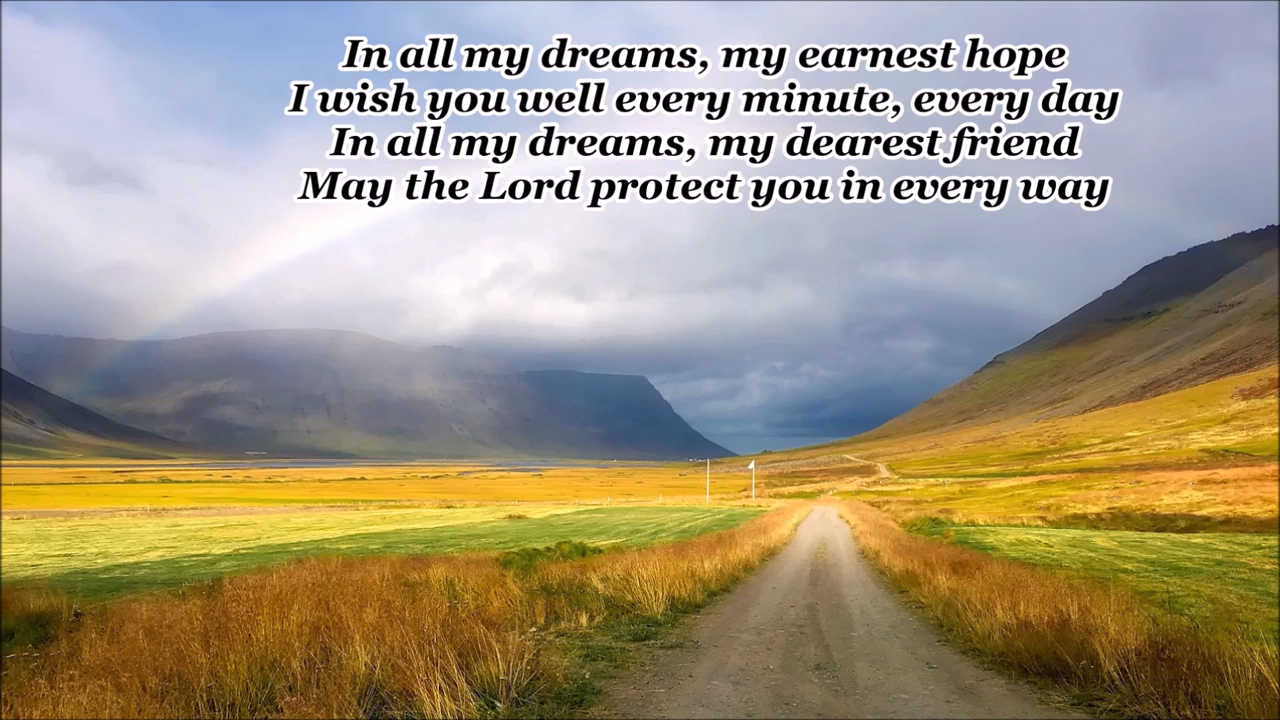 In all my dreams, my earnest hope
I wish you well every minute, every day
In all my dreams, my dearest friend
May the Lord protect you in every way